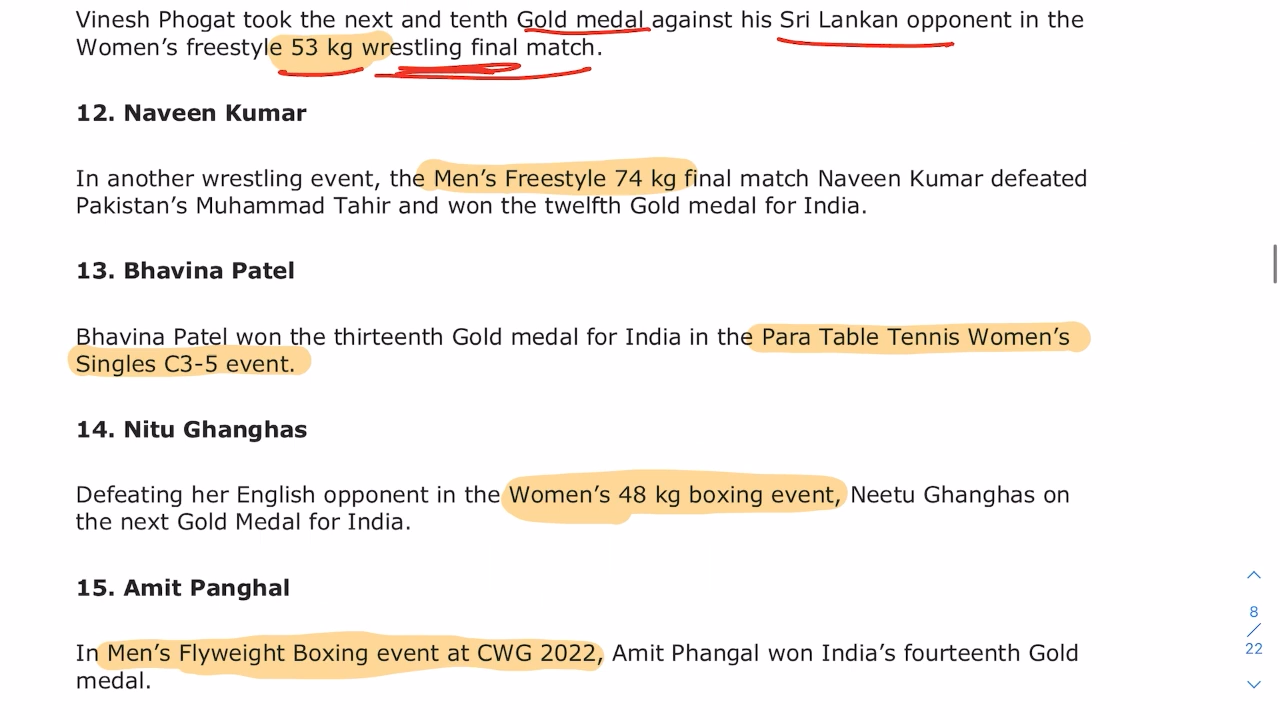 Vinesh Phogat took the next and tenth Gold medal against his Sri Lankan opponent in the
Women’s freestyle 53 kg wrestling final match.
12. Naveen Kumar
In another wrestling event, the Men’s Freestyle 74 kg final match Naveen Kumar defeated
Pakistan’s Muhammad Tahir and won the twelfth Gold medal for India.
13. Bhavina Patel
Bhavina Patel won the thirteenth Gold medal for India in the Para Table Tennis Women’s
Singles C3-5 event.
14. Nitu Ghanghas
Defeating her English opponent in the Women’s 48 kg boxing event, Neetu Ghanghas on
the next Gold Medal for India.
15. Amit Panghal
In Men’s Flyweight Boxing event at CWG 2022, Amit Phangal won India’s fourteenth Gold
medal.
8
/
22